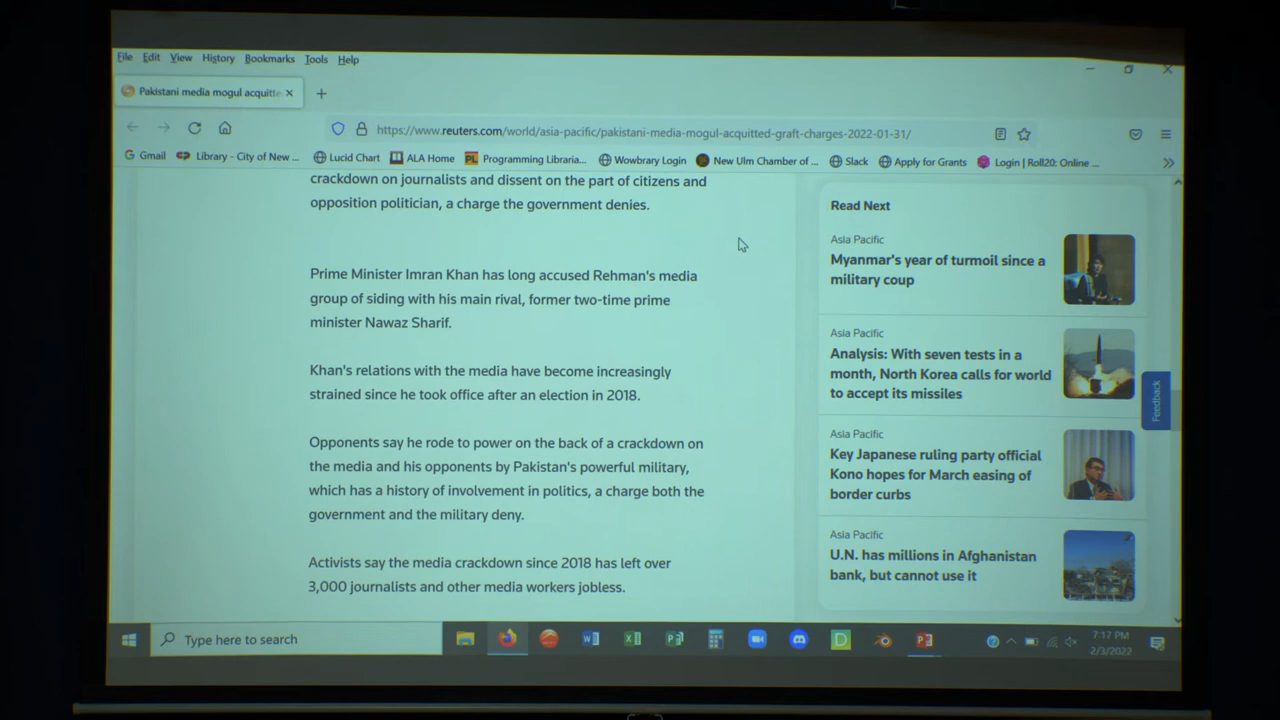 File Edit View History Bookmarks Tools Help
Pakistani media mogul acquitte
https://www.reuters.com/world/asia-pacific/pakistani-media-mogul-acquitted-graft-charges-2022-01-31/
Gmail Library - City of New ... Lucid Chart ALA Home PL Programming Libraria... Wowbrary Login New Ulm Chamber of ... Slack Apply for Grants Login | Roll20: Online ...
crackdown on journalists and dissent on the part of citizens and
opposition politician, a charge the government denies.
Prime Minister Imran Khan has long accused Rehman's media
group of siding with his main rival, former two-time prime
minister Nawaz Sharif.
Khan's relations with the media have become increasingly
strained since he took office after an election in 2018.
Opponents say he rode to power on the back of a crackdown on
the media and his opponents by Pakistan's powerful military,
which has a history of involvement in politics, a charge both the
government and the military deny.
Activists say the media crackdown since 2018 has left over
3,000 journalists and other media workers jobless.
Read Next
Asia Pacific
Myanmar's year of turmoil since a
military coup
Asia Pacific
Analysis: With seven tests in a
month, North Korea calls for world
to accept its missiles
Asia Pacific
Key Japanese ruling party official
Kono hopes for March easing of
border curbs
Asia Pacific
U.N. has millions in Afghanistan
bank, but cannot use it
Feedback
Type here to search
7:17 PM
2/3/2022